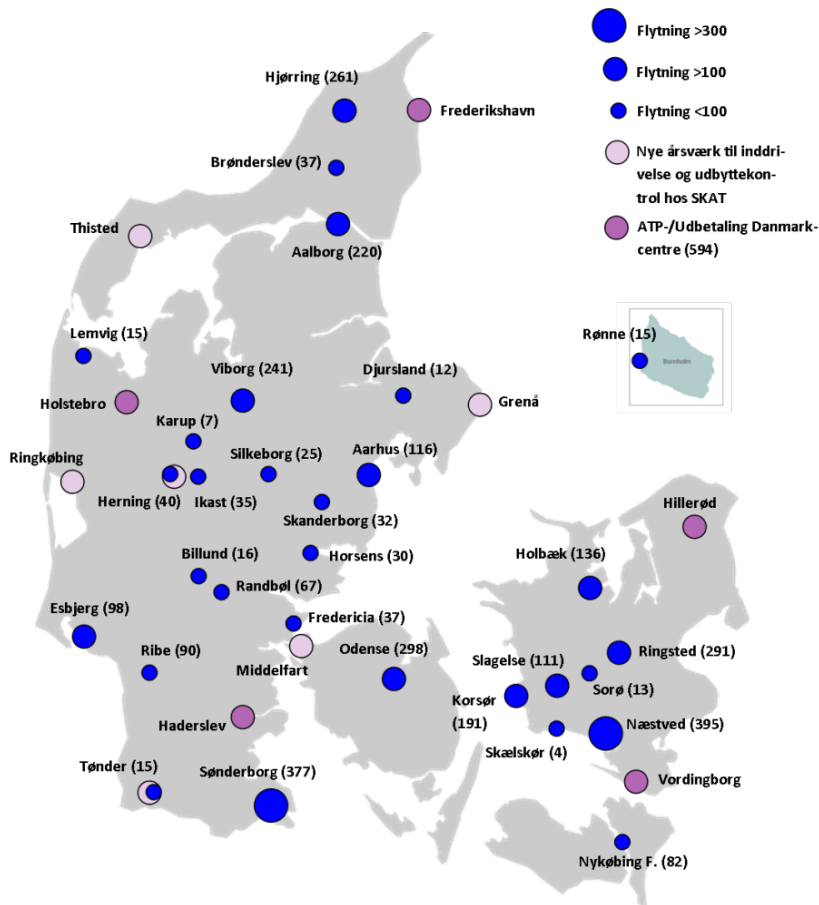 Flytning >300
Hjørring (261)
Flytning >100
Frederikshavn
Flytning <100
Brønderslev (37)
Nye årsværk til inddri-
velse og udbyttekon-
trol hos SKAT
Thisted
ATP-/Udbetaling Danmark-
centre (594)
Aalborg (220)
Lemvig (15)
Rønne (15)
Bornholm
Viborg (241)
Djursland (12)
Holstebro
Grenå
Karup (7)
Ringkøbing
Silkeborg (25)
Aarhus (116)
Herning (40)
Ikast (35)
Skanderborg (32)
Hillerød
Billund (16)
Horsens (30)
Holbæk (136)
Randbøl (67)
Esbjerg (98)
Fredericia (37)
Ribe (90)
Middelfart
Odense (298)
Slagelse (111)
Ringsted (291)
Sorø (13)
Korsør
(191)
Haderslev
Næstved (395)
Skælskør (4)
Tønder (15)
Sønderborg (377)
Vordingborg
Nykøbing F. (82)